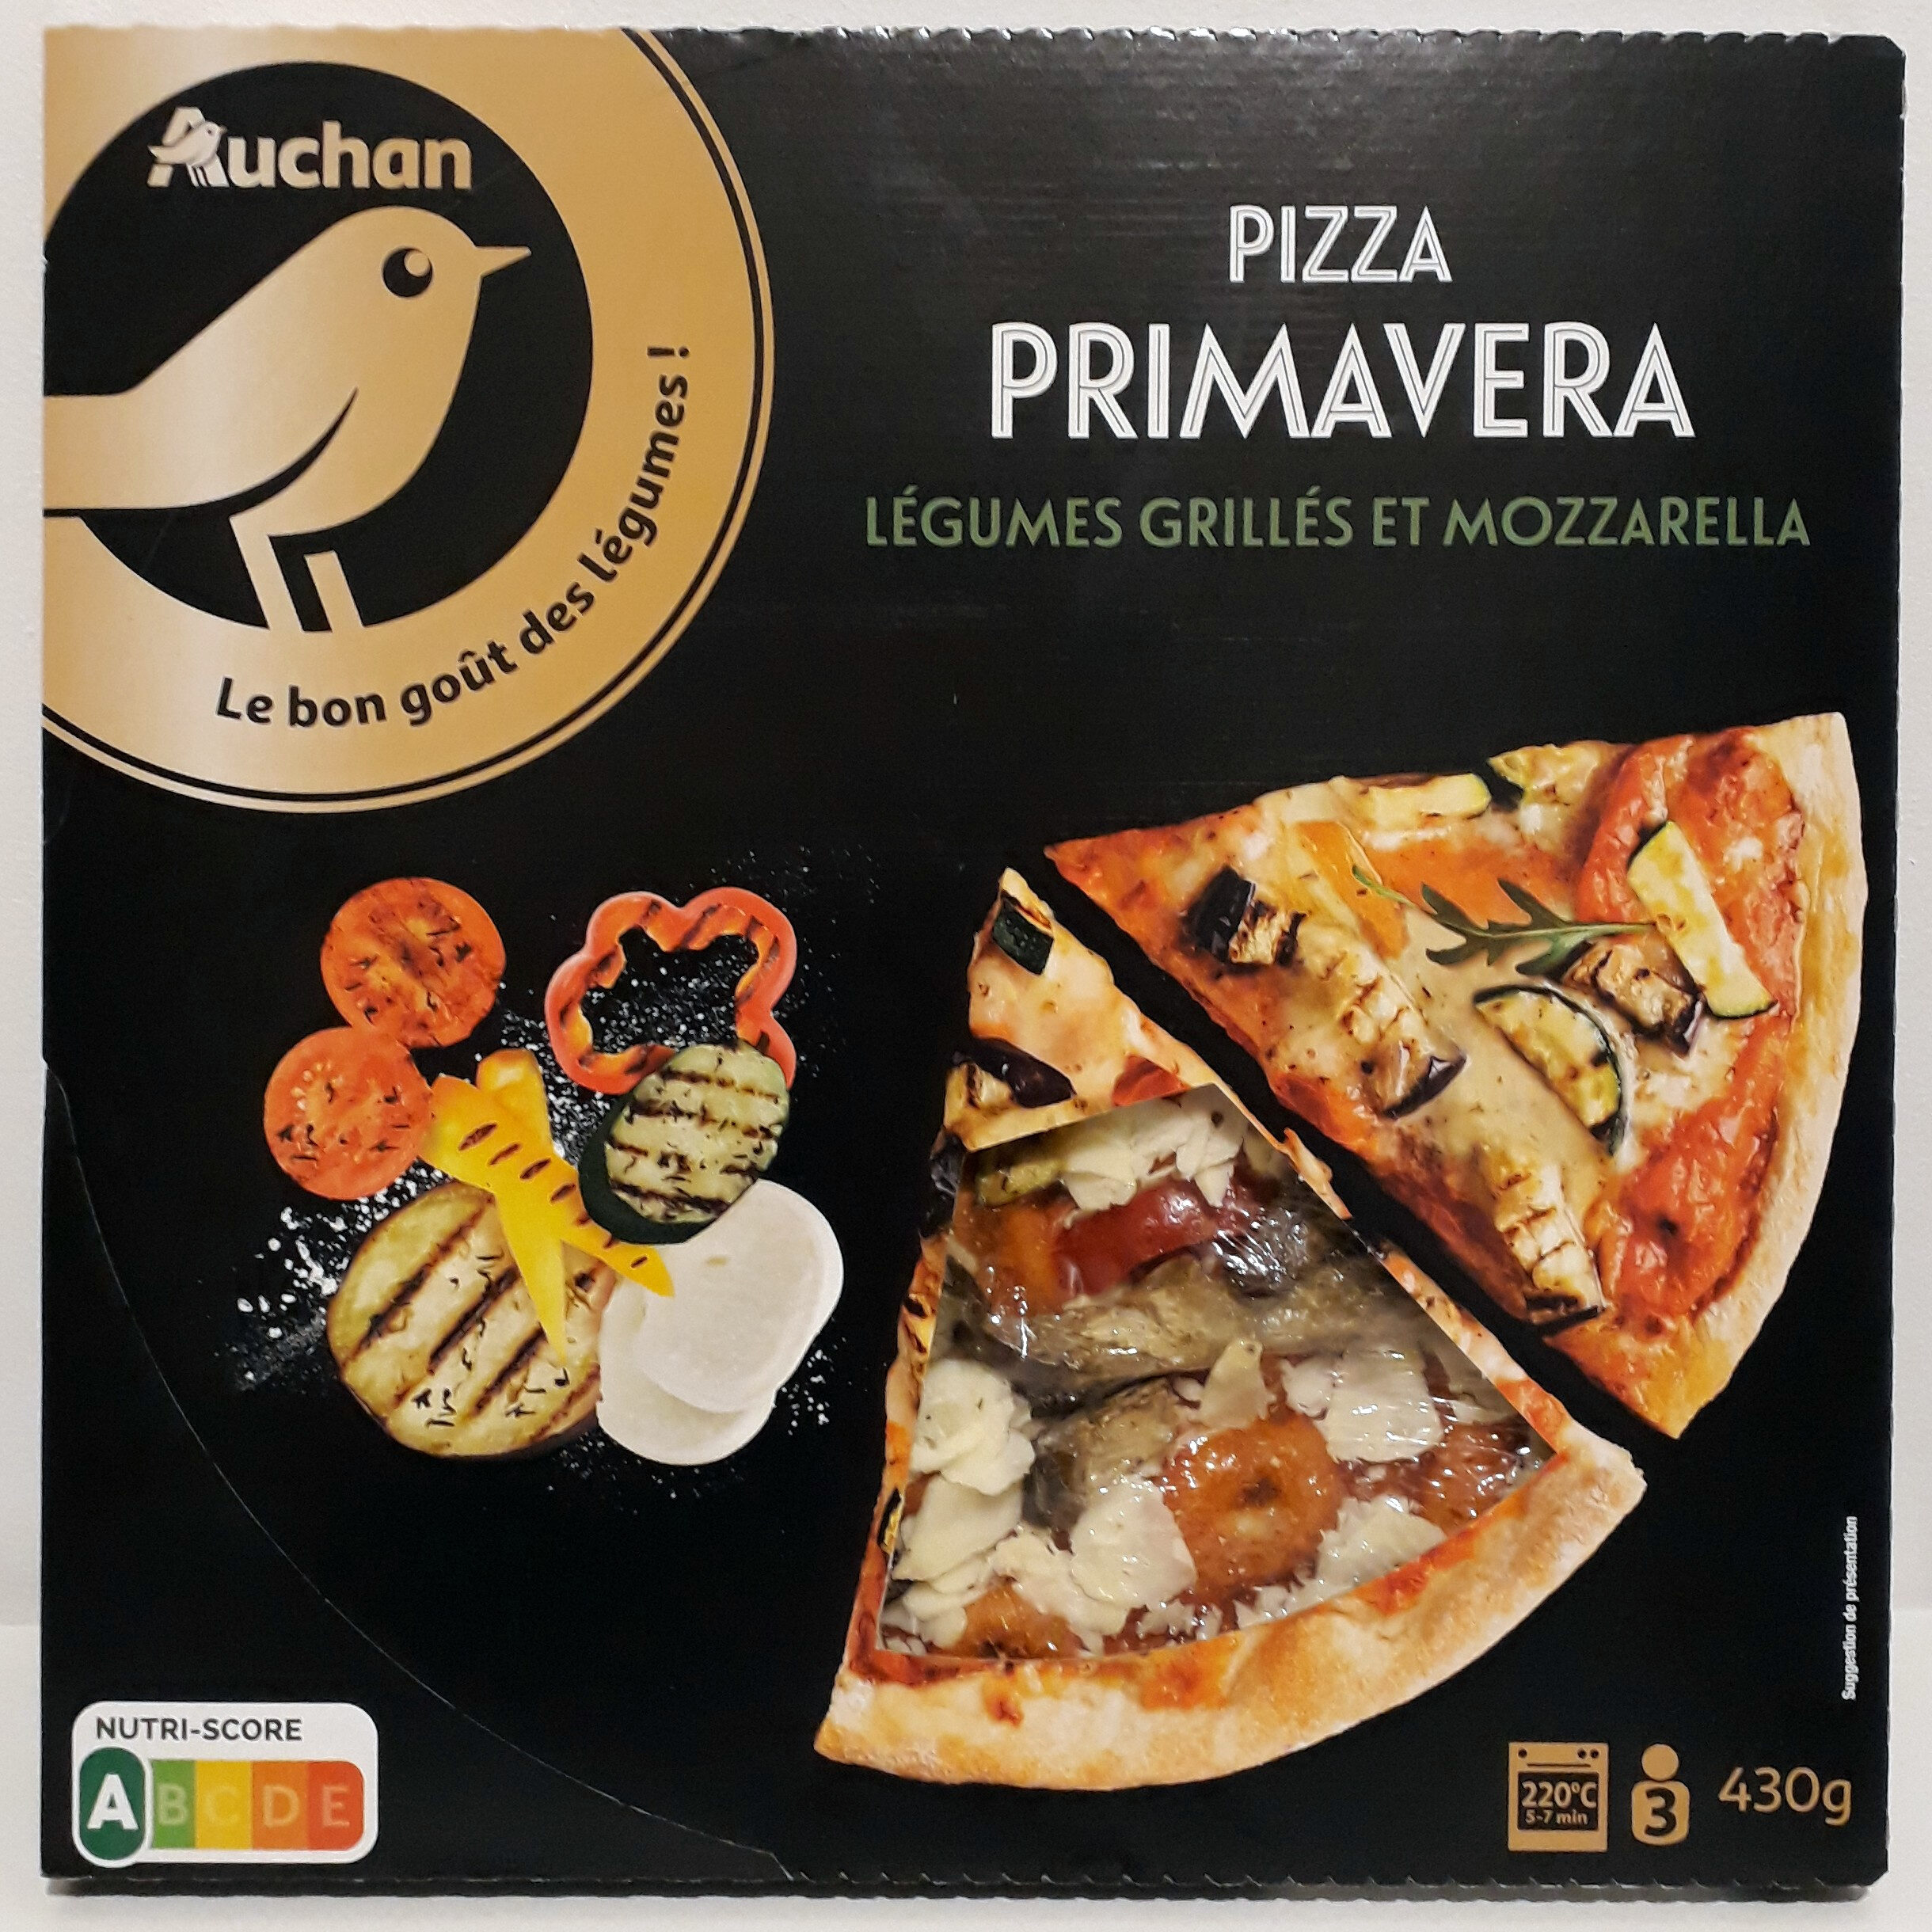 Auchan
Le bon goût des légumes !
PIZZA
PRIMAVERA
LÉGUMES GRILLÉS ET MOZZARELLA
Suggestion de présentation
NUTRI-SCORE
A B C D E
220°C
5-7 min
3
430g